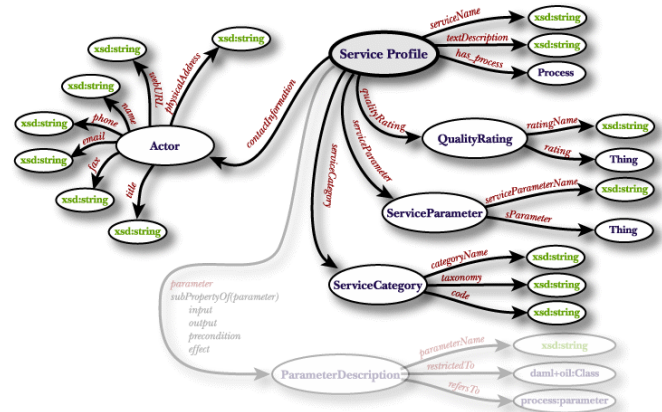 serviceName
xsd:string
textDescription
xsd:string
has_process
Process
Service Profile
xsd:string
xsd:string
webURL
physicalAddress
xsd:string
name
xsd:string
phone
xsd:string
email
Actor
fax
xsd:string
title
xsd:string
contactInformation
qualityRating
serviceParameter
serviceCategory
QualityRating
ratingName
xsd:string
rating
Thing
ServiceParameter
serviceParameterName
xsd:string
sParameter
Thing
ServiceCategory
categoryName
xsd:string
taxonomy
xsd:string
code
xsd:string
parameter
subPropertyOf(parameter)
input
output
precondition
effect
ParameterDescription
parameterName
xsd:string
restrictedTo
daml+oil:Class
refersTo
process:parameter